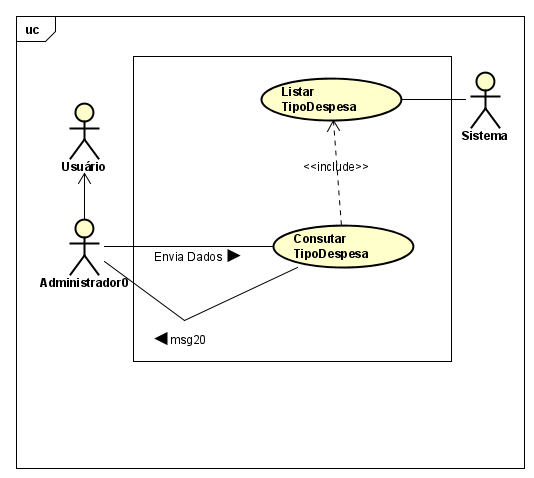 uc
Listar
TipoDespesa
Sistema
Usuário
<<include>>
Consutar
TipoDespesa
Envia Dados
Administrador0
msg20